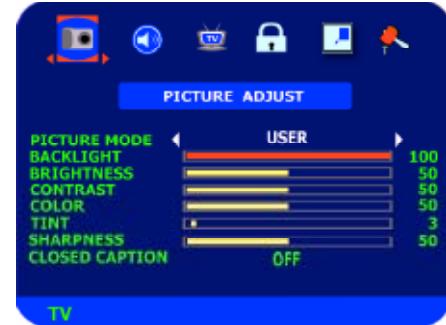 TV
PICTURE ADJUST
PICTURE MODE USER
BACKLIGHT 100
BRIGHTNESS 50
CONTRAST 50
COLOR 50
TINT 3
SHARPNESS 50
CLOSED CAPTION OFF
TV